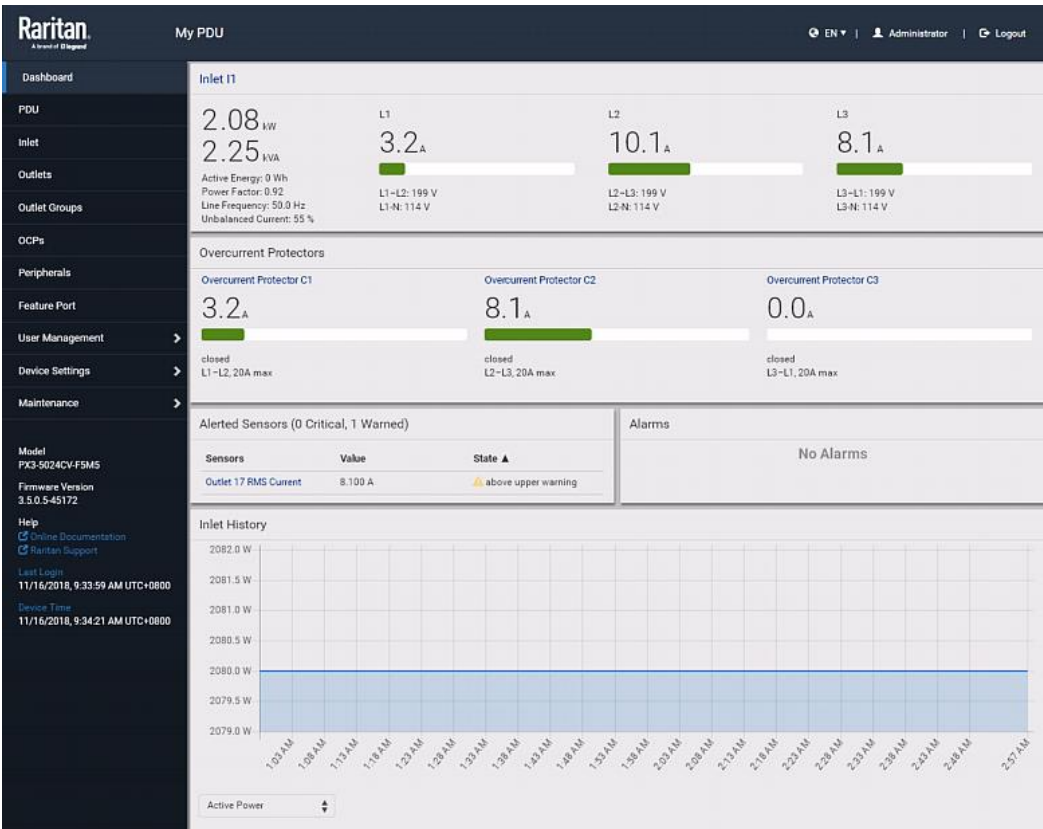 Raritan.
A brand of legrand
My PDU
EN
Administrator
Logout
Dashboard
PDU
Inlet
Outlets
Outlet Groups
OCPs
Peripherals
Feature Port
User Management
Device Settings
Maintenance
Model
PX3-5024CV-F5M5
Firmware Version
3.5.0.5-45172
Help
Online Documentation
Raritan Support
Last Login
11/16/2018, 9:33:59 AM UTC+0800
Device Time
11/16/2018, 9:34:21 AM UTC+0800
Inlet I1
2.08 kW
2.25 kVA
Active Energy: 0 Wh
Power Factor: 0.92
Line Frequency: 50.0 Hz
Unbalanced Current: 55 %
L1
3.2 A
L1-L2: 199 V
L1-N: 114 V
L2
10.1 A
L2-L3: 199 V
L2-N: 114 V
L3
8.1 A
L3-L1: 199 V
L3-N: 114 V
Overcurrent Protectors
Overcurrent Protector C1
3.2 A
closed
L1-L2, 20A max
Overcurrent Protector C2
8.1 A
closed
L2-L3, 20A max
Overcurrent Protector C3
0.0 A
closed
L3-L1, 20A max
Alerted Sensors (0 Critical, 1 Warned)
Sensors Value State ▲
Outlet 17 RMS Current 8.100 A above upper warning
Alarms
No Alarms
Inlet History
2082.0 W
2081.5 W
2081.0 W
2080.5 W
2080.0 W
2079.5 W
2079.0 W
1:03 AM 1:08 AM 1:13 AM 1:18 AM 1:23 AM 1:28 AM 1:33 AM 1:38 AM 1:43 AM 1:48 AM 1:53 AM 1:58 AM 2:03 AM 2:08 AM 2:13 AM 2:18 AM 2:23 AM 2:28 AM 2:33 AM 2:38 AM 2:43 AM 2:48 AM 2:57 AM
Active Power